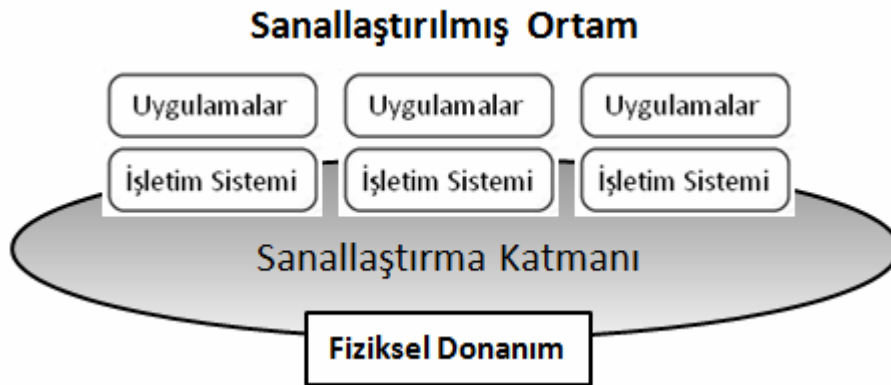 Sanallaştırılmış Ortam
Uygulamalar Uygulamalar Uygulamalar
İşletim Sistemi İşletim Sistemi İşletim Sistemi
Sanallaştırma Katmanı
Fiziksel Donanım